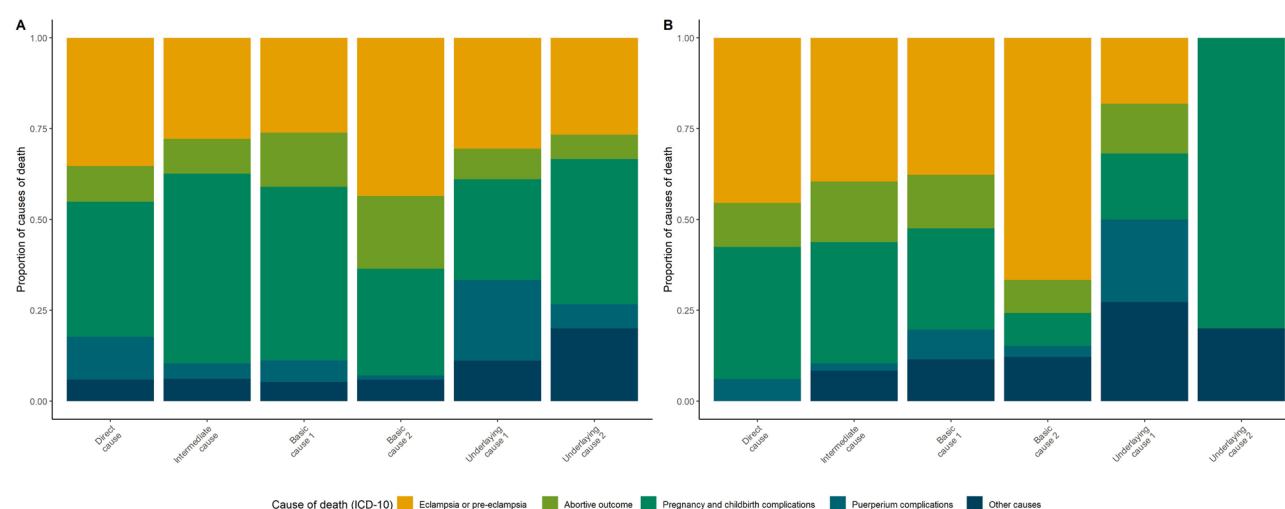 A
1.00
0.75
0.50
0.25
0.00
Proportion of causes of death
Direct
cause
Intermediate
cause
Basic
cause 1
Basic
cause 2
Underlaying
cause 1
Underlaying
cause 2
B
1.00
0.75
0.50
0.25
0.00
Proportion of causes of death
Direct
cause
Intermediate
cause
Basic
cause 1
Basic
cause 2
Underlaying
cause 1
Underlaying
cause 2
Cause of death (ICD-10) Eclampsia or pre-eclampsia Abortive outcome Pregnancy and childbirth complications Puerperium complications Other causes